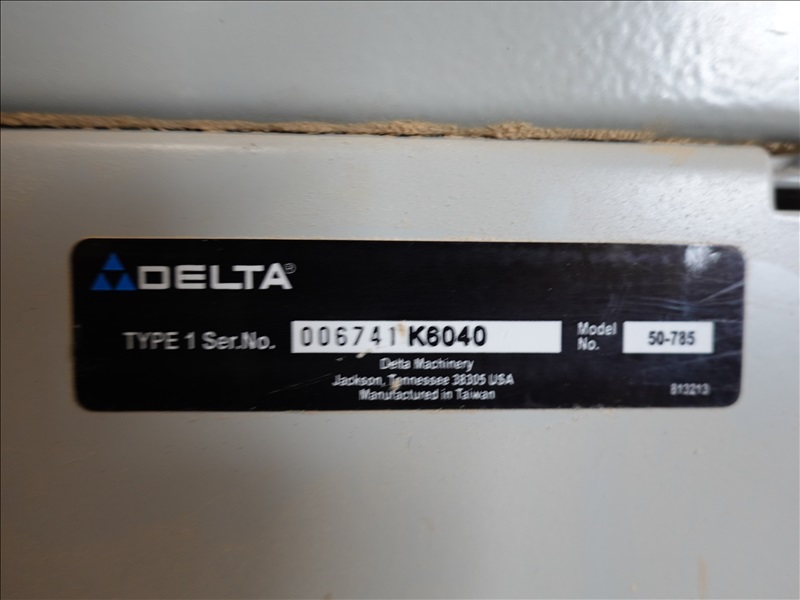 DELTA®
TYPE 1 Ser.No. 006741 K6040 Model No. 50-785
Delta Machinery
Jackson, Tennessee 38305 USA
Manufactured in Taiwan
813213